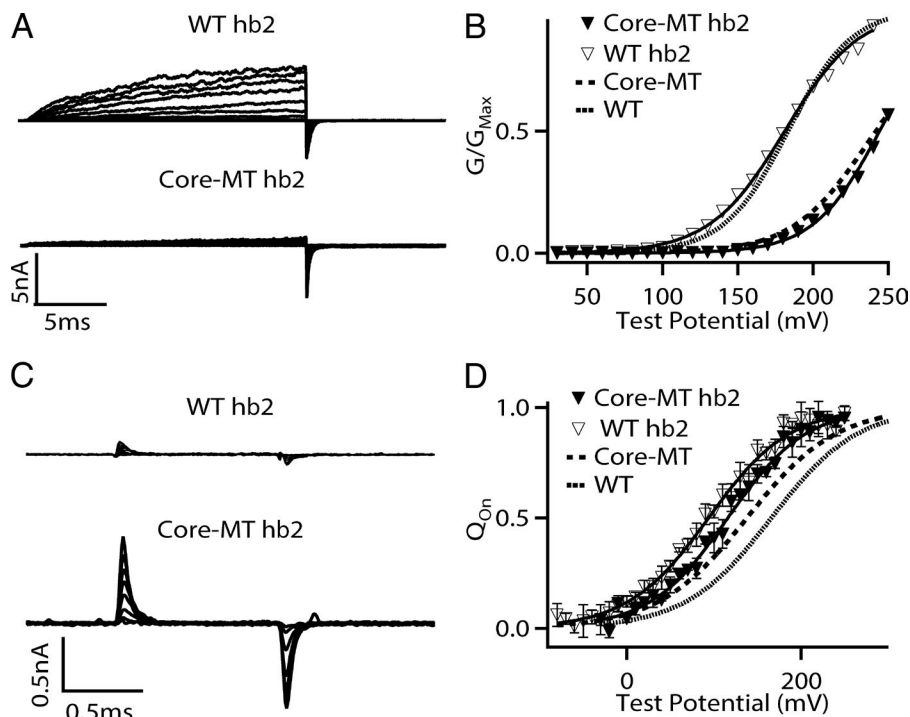 A
WT hb2
Core-MT hb2
5nA
5ms
B
Core-MT hb2
WT hb2
Core-MT
WT
G/GMax
0.5
0.0
50 100 150 200 250
Test Potential (mV)
C
WT hb2
Core-MT hb2
0.5nA
0.5ms
D
Core-MT hb2
WT hb2
Core-MT
WT
QOn
1.0
0.5
0.0
0 200
Test Potential (mV)